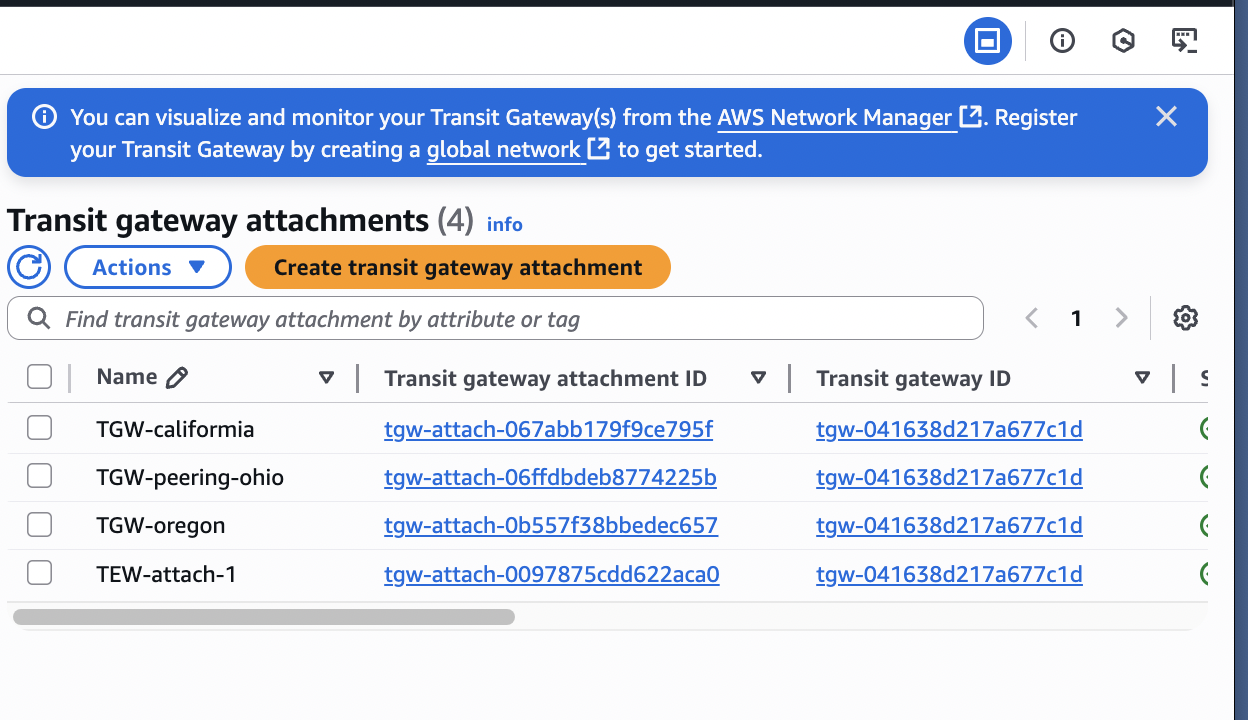 You can visualize and monitor your Transit Gateway(s) from the AWS Network Manager. Register
your Transit Gateway by creating a global network to get started.
Transit gateway attachments (4) info
Actions Create transit gateway attachment
Find transit gateway attachment by attribute or tag 1
Name Transit gateway attachment ID Transit gateway ID S
TGW-califormia tgw-attach-067abb179f9ce795f tgw-041638d217a677c1d
TGW-peering-ohio tgw-attach-06ffdbdeb8774225b tgw-041638d217a677c1d
TGW-oregon tgw-attach-0b557f38bbedec657 tgw-041638d217a677c1d
TEW-attach-1 tgw-attach-0097875cdd622aca0 tgw-041638d217a677c1d